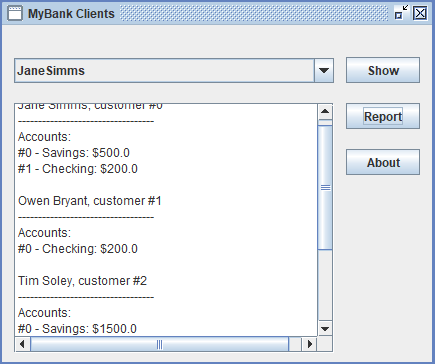 MyBank Clients
JaneSimms
Show
Jane Simms, customer #0
----------------------------------
Accounts:
#0 - Savings: $500.0
#1 - Checking: $200.0
Owen Bryant, customer #1
----------------------------------
Accounts:
#0 - Checking: $200.0
Tim Soley, customer #2
----------------------------------
Accounts:
#0 - Savings: $1500.0
Report
About